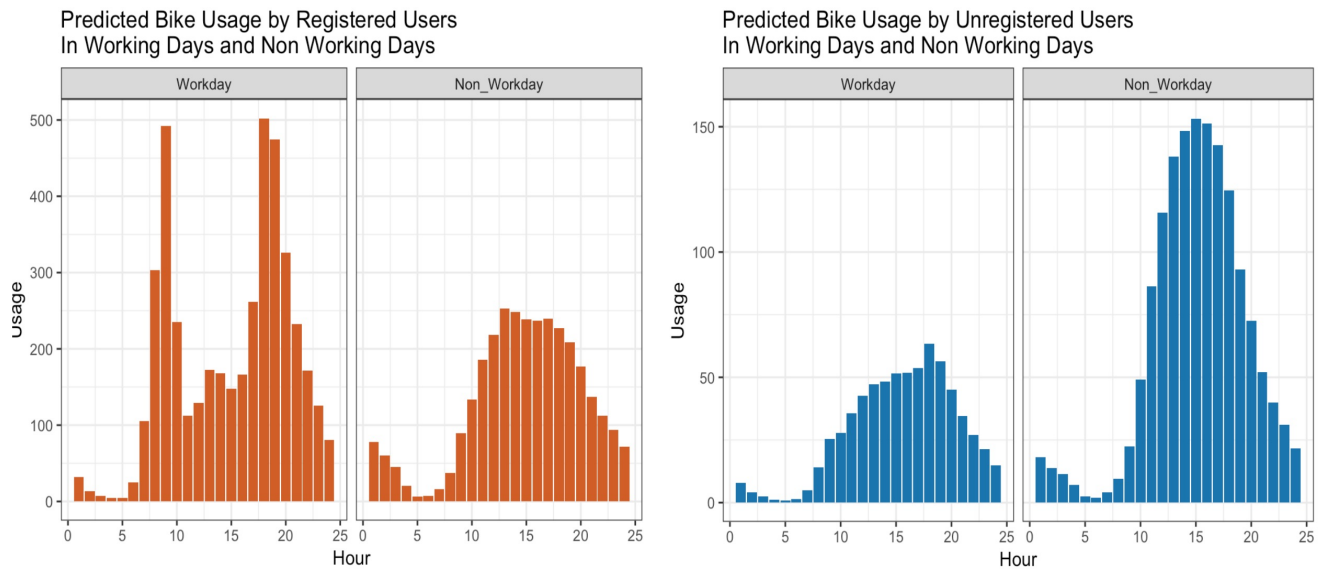 Predicted Bike Usage by Registered Users
In Working Days and Non Working Days
Workday
Non_Workday
500
400
300
200
100
0
Usage
0 5 10 15 20 25
0 5 10 15 20 25
Hour
Predicted Bike Usage by Unregistered Users
In Working Days and Non Working Days
Workday
Non_Workday
150
100
50
0
Usage
0 5 10 15 20 25
0 5 10 15 20 25
Hour